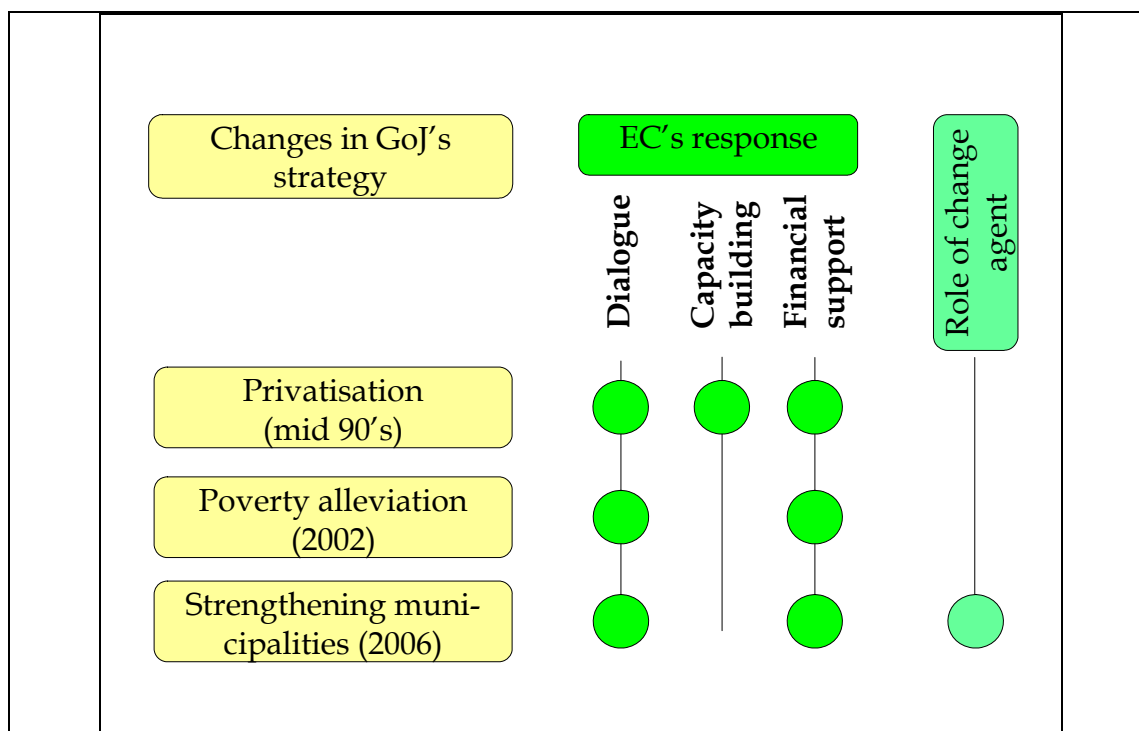 Changes in GoJ's
strategy
EC's response
Role of change
agent
Dialogue
Capacity
building
Financial
support
Privatisation
(mid 90's)
Poverty alleviation
(2002)
Strengthening muni-
cipalities (2006)